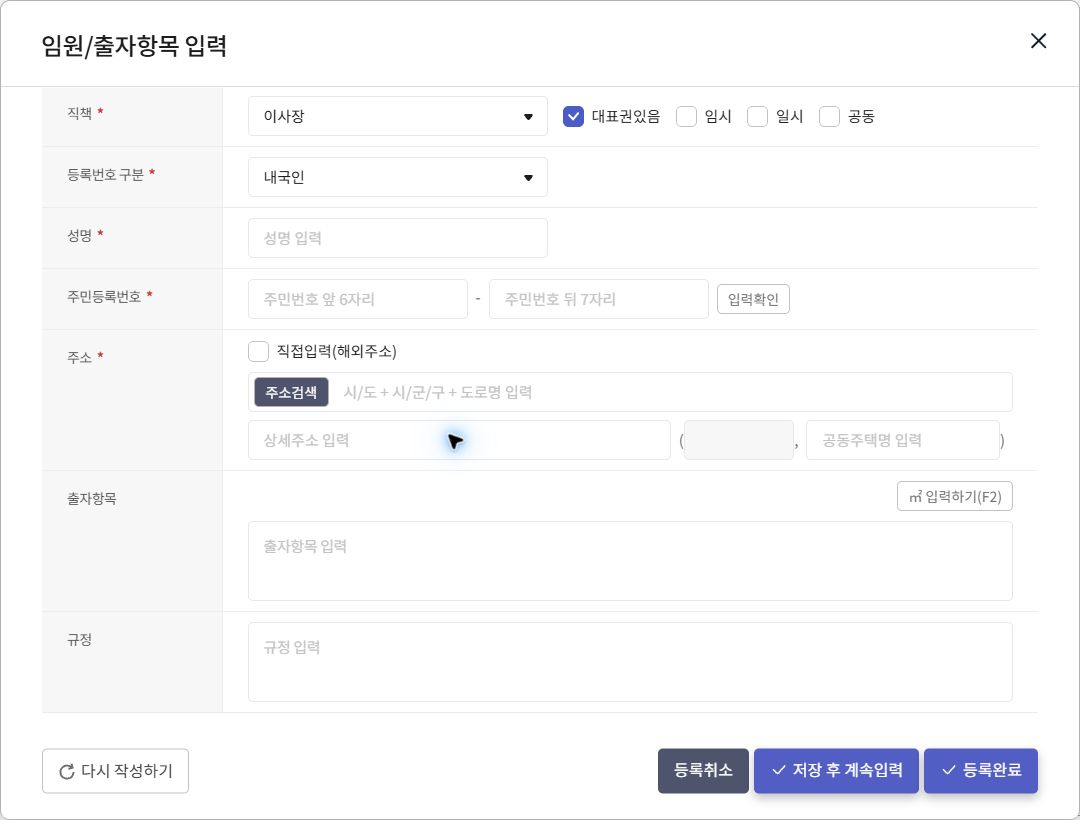 임원/출자항목 입력
직책 * 이사장 대표권있음 임시 일시 공동
등록번호 구분 * 내국인
성명 * 성명 입력
주민등록번호 * 주민번호 앞 6자리 - 주민번호 뒤 7자리 입력확인
주소 * 직접입력(해외주소)
주소검색 시/도 + 시/군/구 + 도로명 입력
상세주소 입력 ( , 공동주택명 입력 )
출자항목 ㎡ 입력하기(F2)
출자항목 입력
규정 규정 입력
다시 작성하기 등록취소 저장 후 계속입력 등록완료